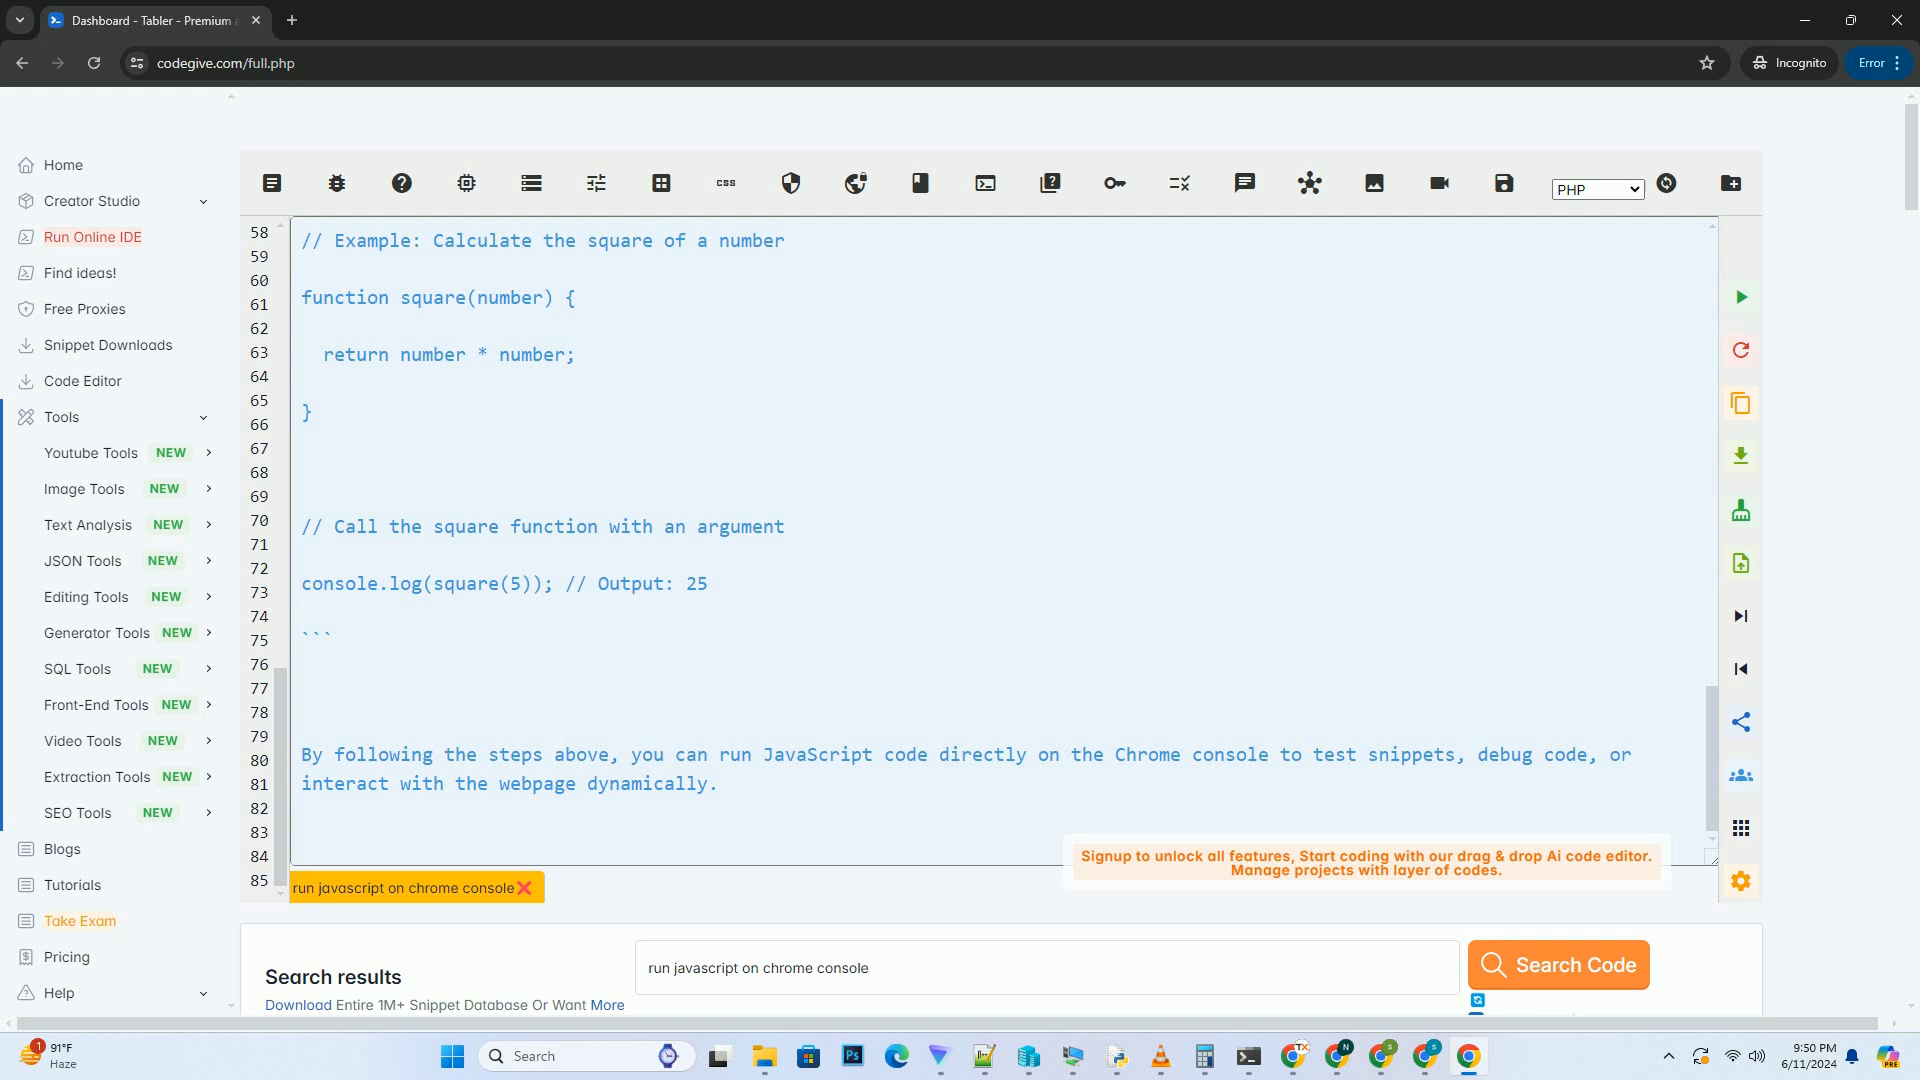 Dashboard - Tabler - Premium
codegive.com/full.php
Incognito
Error
Home
Creator Studio
Run Online IDE
Find ideas!
Free Proxies
Snippet Downloads
Code Editor
Tools
Youtube Tools NEW
Image Tools NEW
Text Analysis NEW
JSON Tools NEW
Editing Tools NEW
Generator Tools NEW
SQL Tools NEW
Front-End Tools NEW
Video Tools NEW
Extraction Tools NEW
SEO Tools NEW
Blogs
Tutorials
Take Exam
Pricing
Help
css
PHP
58
59
60
61
62
63
64
65
66
67
68
69
70
71
72
73
74
75
76
77
78
79
80
81
82
83
84
85
// Example: Calculate the square of a number
function square(number) {
return number * number;
}
// Call the square function with an argument
console.log(square(5)); // Output: 25
```
By following the steps above, you can run JavaScript code directly on the Chrome console to test snippets, debug code, or
interact with the webpage dynamically.
Signup to unlock all features, Start coding with our drag & drop Ai code editor.
Manage projects with layer of codes.
run javascript on chrome console
Search results
Download Entire 1M+ Snippet Database Or Want More
run javascript on chrome console
Search Code
1
91°F
Haze
Search
Ps
TX
N
S
S
9:50 PM
6/11/2024
PRE